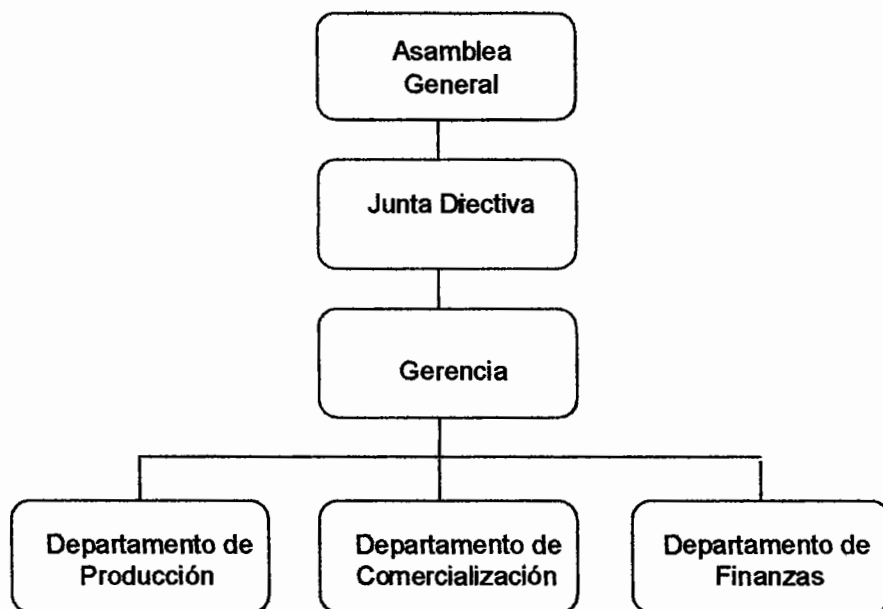 Asamblea
General
Junta Directiva
Gerencia
Departamento de
Producción
Departamento de
Comercialización
Departamento de
Finanzas